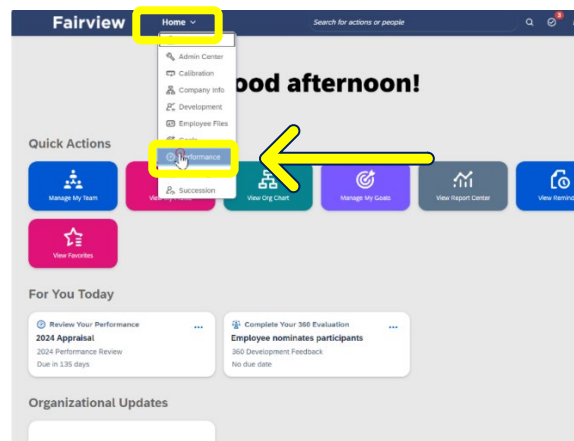 Fairview
Home
Search for actions or people
3
Admin Center
Calibration
Company Info
Development
Employee Files
Performance
Succession
ood afternoon!
Quick Actions
Manage My Team
View Org Chart
Manage My Goals
View Report Center
View Remind
View Favorites
For You Today
Review Your Performance
2024 Appraisal
2024 Performance Review
Due in 135 days
Complete Your 360 Evaluation
Employee nominates participants
360 Development Feedback
No due date
Organizational Updates